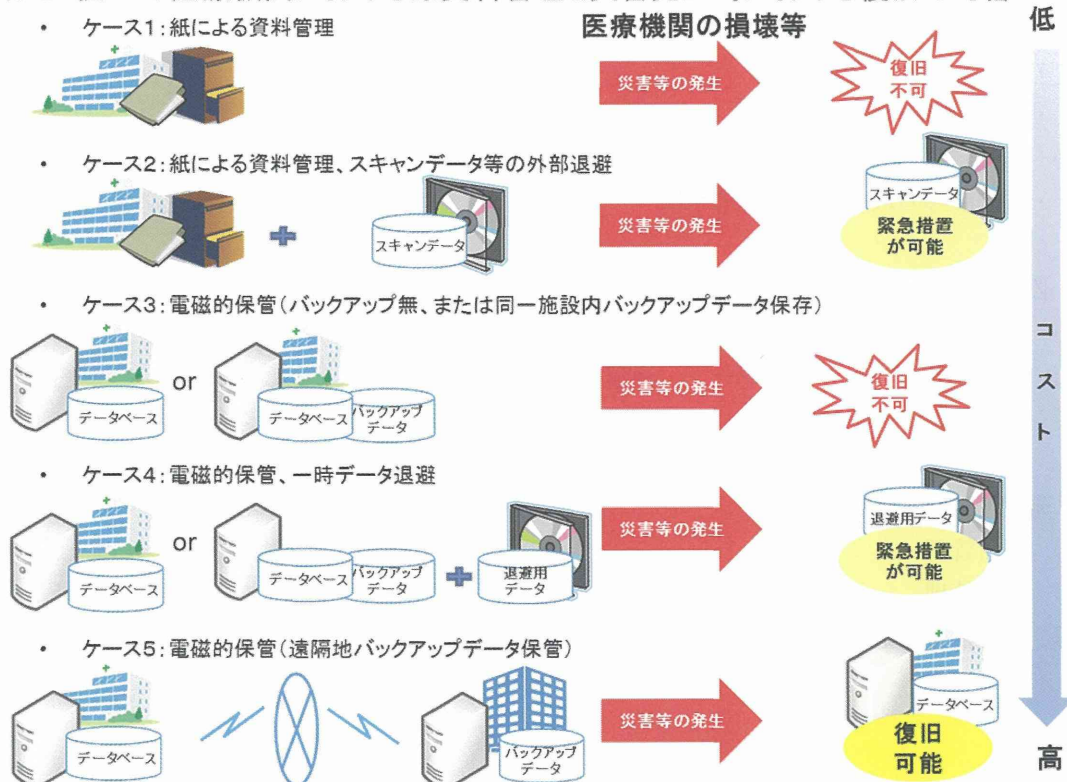 医療機関の損壊等
低
・ ケース1：紙による資料管理
災害等の発生
復旧
不可
・ ケース2：紙による資料管理、スキャンデータ等の外部退避
スキャンデータ
災害等の発生
スキャンデータ
緊急措置
が可能
・ ケース3：電磁的保管（バックアップ無、または同一施設内バックアップデータ保存）
データベース
or
データベース
バックアップ
データ
災害等の発生
復旧
不可
コスト
・ ケース4：電磁的保管、一時データ退避
データベース
or
データベース
バックアップ
データ
退避用
データ
災害等の発生
退避用データ
緊急措置
が可能
・ ケース5：電磁的保管（遠隔地バックアップデータ保管）
データベース
バックアップ
データ
災害等の発生
データベース
復旧
可能
高